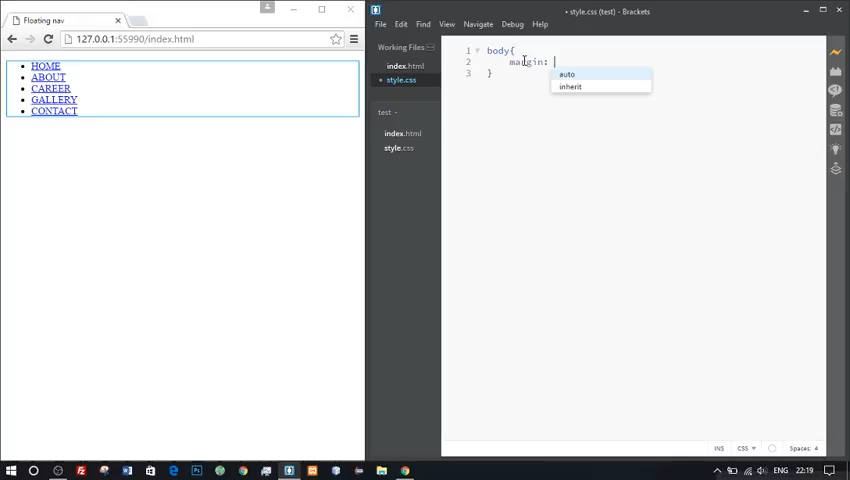 Floating nav
127.0.0.1:55990/index.html
HOME
ABOUT
CAREER
GALLERY
CONTACT
• style.css (test) - Brackets
File Edit Find View Navigate Debug Help
Working Files
index.html
• style.css
test -
index.html
style.css
1 body{
2 margin:
3 }
auto
inherit
INS CSS Spaces: 4
ENG 22:19